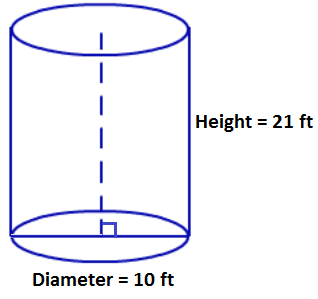 Height = 21 ft
Diameter = 10 ft